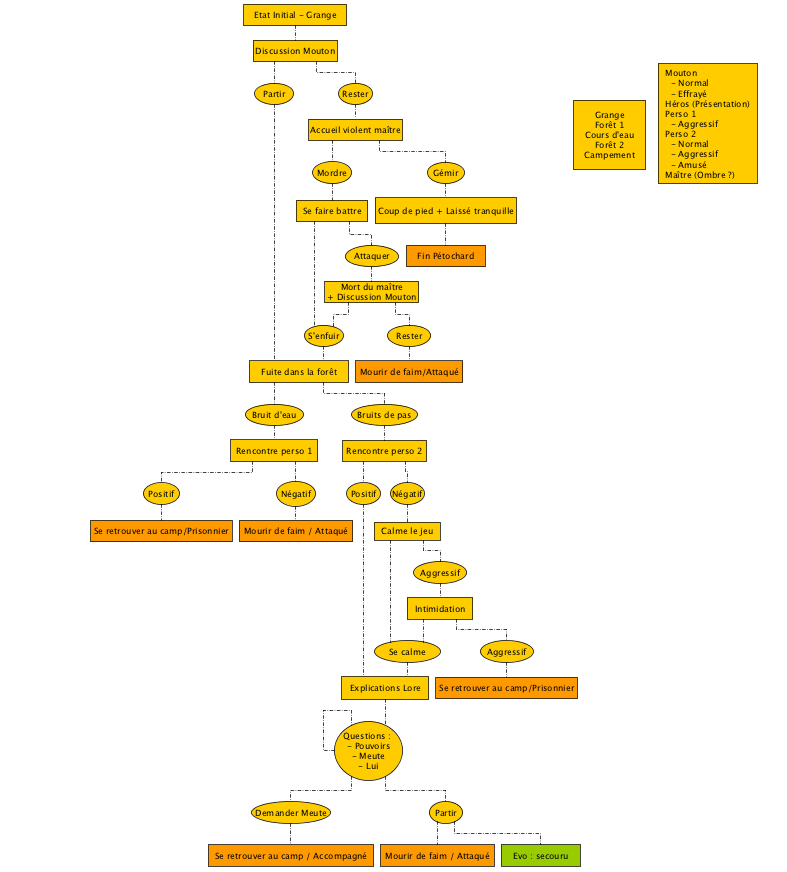 Etat Initial - Grange
Discussion Mouton
Partir
Rester
Accueil violent maître
Mordre
Gémir
Se faire battre
Coup de pied + Laissé tranquille
Attaquer
Fin Pétochard
Mort du maître
+ Discussion Mouton
S'enfuir
Rester
Fuite dans la forêt
Mourir de faim/Attaqué
Bruit d'eau
Bruits de pas
Rencontre perso 1
Rencontre perso 2
Positif
Négatif
Positif
Négatif
Se retrouver au camp/Prisonnier
Mourir de faim / Attaqué
Calme le jeu
Aggressif
Intimidation
Se calme
Aggressif
Explications Lore
Se retrouver au camp/Prisonnier
Questions :
- Pouvoirs
- Meute
- Lui
Demander Meute
Partir
Se retrouver au camp / Accompagné
Mourir de faim / Attaqué
Evo : secouru
Grange
Forêt 1
Cours d'eau
Forêt 2
Campement
Mouton
- Normal
- Effrayé
Héros (Présentation)
Perso 1
- Aggressif
Perso 2
- Normal
- Aggressif
- Amusé
Maître (Ombre ?)